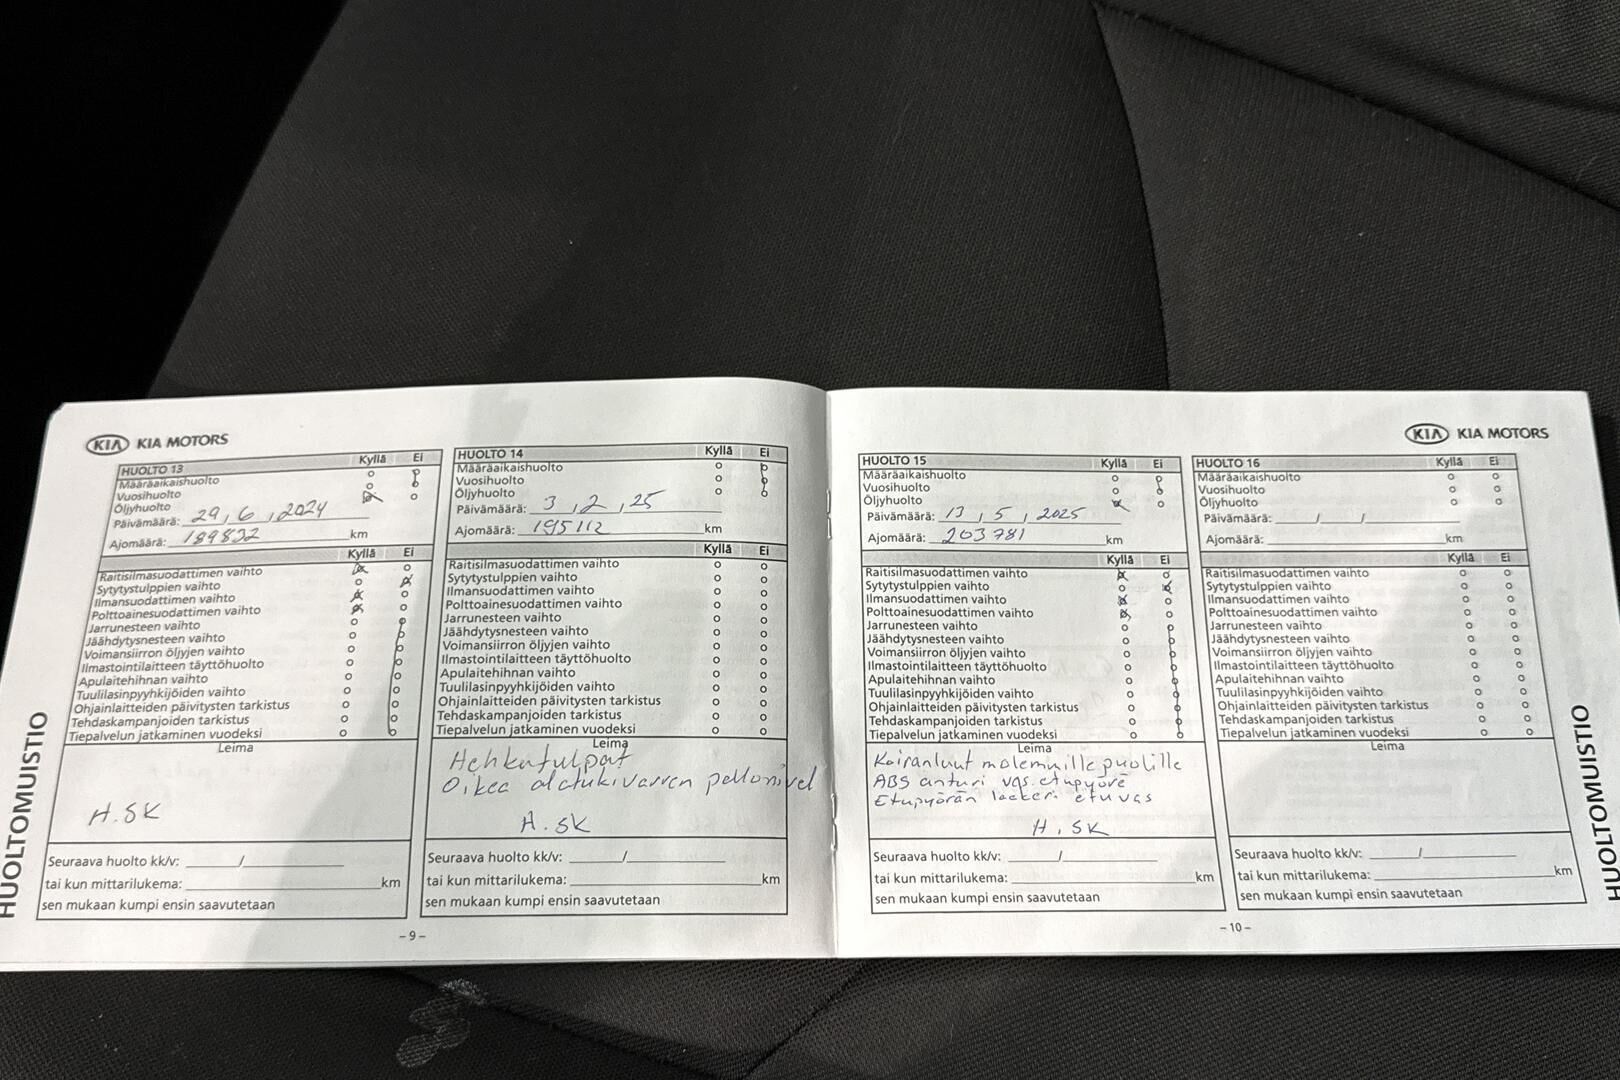 KIA KIA MOTORS
HUOLTO 13 Kyllä Ei
Määräaikaishuolto
Vuosihuolto
Öljyhuolto
Päivämäärä: 29, 6, 2024
Ajomäärä: 189832 km
Kyllä Ei
Raitisilmasuodattimen vaihto
Sytytystulppien vaihto
Ilmansuodattimen vaihto
Polttoainesuodattimen vaihto
Jarrunesteen vaihto
Jäähdytysnesteen vaihto
Voimansiirron öljyjen vaihto
Ilmastointilaitteen täyttöhuolto
Apulaitehihnan vaihto
Tuulilasinpyyhkijöiden vaihto
Ohjainlaitteiden päivitysten tarkistus
Tehdaskampanjoiden tarkistus
Tiepalvelun jatkaminen vuodeksi
Leima
H.SK
Seuraava huolto kk/v: /
tai kun mittarilukema: km
sen mukaan kumpi ensin saavutetaan
HUOLTO 14 Kyllä Ei
Määräaikaishuolto
Vuosihuolto
Öljyhuolto
Päivämäärä: 3, 2, 25
Ajomäärä: 195112 km
Kyllä Ei
Raitisilmasuodattimen vaihto
Sytytystulppien vaihto
Ilmansuodattimen vaihto
Polttoainesuodattimen vaihto
Jarrunesteen vaihto
Jäähdytysnesteen vaihto
Voimansiirron öljyjen vaihto
Ilmastointilaitteen täyttöhuolto
Apulaitehihnan vaihto
Tuulilasinpyyhkijöiden vaihto
Ohjainlaitteiden päivitysten tarkistus
Tehdaskampanjoiden tarkistus
Tiepalvelun jatkaminen vuodeksi
Leima
Hehkutulpat
Oikea alatukivarren pallonivel
H.SK
Seuraava huolto kk/v: /
tai kun mittarilukema: km
sen mukaan kumpi ensin saavutetaan
HUOLTOMUISTIO
- 9 -
KIA KIA MOTORS
HUOLTO 15 Kyllä Ei
Määräaikaishuolto
Vuosihuolto
Öljyhuolto
Päivämäärä: 13, 5, 2025
Ajomäärä: 203781 km
Kyllä Ei
Raitisilmasuodattimen vaihto
Sytytystulppien vaihto
Ilmansuodattimen vaihto
Polttoainesuodattimen vaihto
Jarrunesteen vaihto
Jäähdytysnesteen vaihto
Voimansiirron öljyjen vaihto
Ilmastointilaitteen täyttöhuolto
Apulaitehihnan vaihto
Tuulilasinpyyhkijöiden vaihto
Ohjainlaitteiden päivitysten tarkistus
Tehdaskampanjoiden tarkistus
Tiepalvelun jatkaminen vuodeksi
Leima
Koiranluut molemmille puolille
ABS anturi vas. etupyörä
Etupyörän laakeri etuvas
H.SK
Seuraava huolto kk/v: /
tai kun mittarilukema: km
sen mukaan kumpi ensin saavutetaan
HUOLTO 16 Kyllä Ei
Määräaikaishuolto
Vuosihuolto
Öljyhuolto
Päivämäärä: / /
Ajomäärä: km
Kyllä Ei
Raitisilmasuodattimen vaihto
Sytytystulppien vaihto
Ilmansuodattimen vaihto
Polttoainesuodattimen vaihto
Jarrunesteen vaihto
Jäähdytysnesteen vaihto
Voimansiirron öljyjen vaihto
Ilmastointilaitteen täyttöhuolto
Apulaitehihnan vaihto
Tuulilasinpyyhkijöiden vaihto
Ohjainlaitteiden päivitysten tarkistus
Tehdaskampanjoiden tarkistus
Tiepalvelun jatkaminen vuodeksi
Leima
Seuraava huolto kk/v: /
tai kun mittarilukema: km
sen mukaan kumpi ensin saavutetaan
HUOLTOMUISTIO
- 10 -